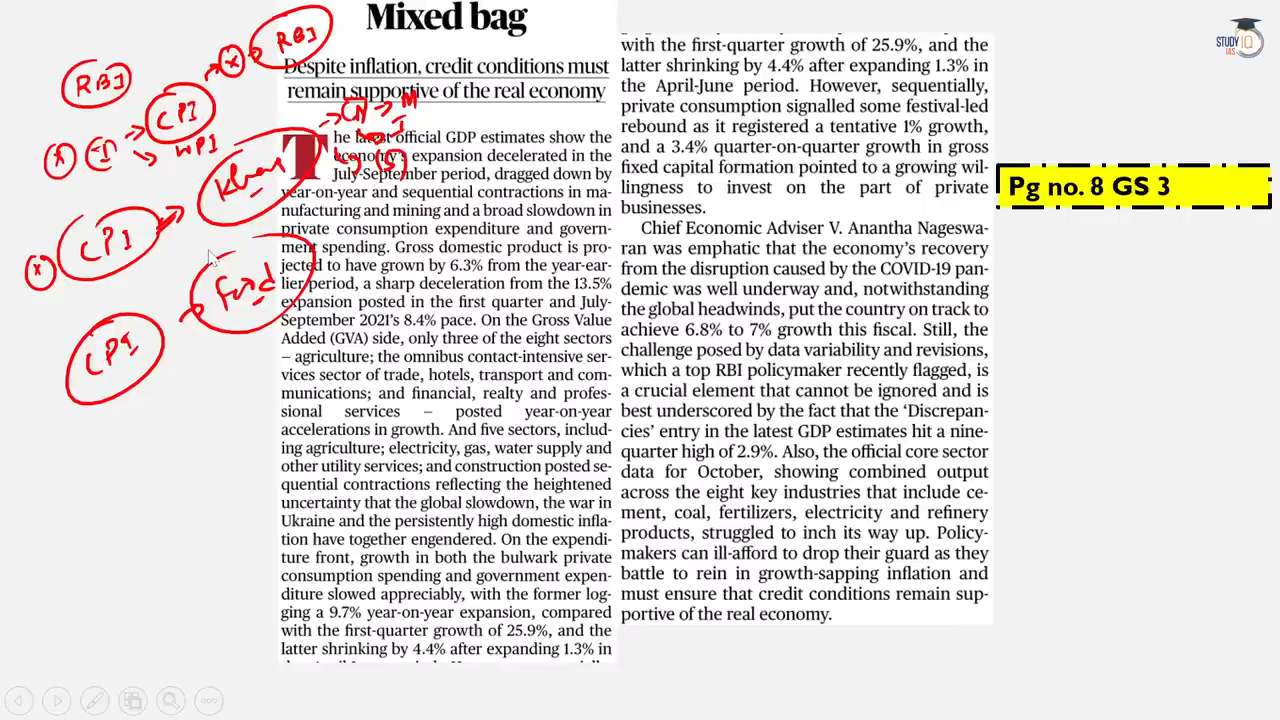 Mixed bag
Despite inflation, credit conditions must
remain supportive of the real economy
The latest official GDP estimates show the
economy's expansion decelerated in the
July-September period, dragged down by
year-on-year and sequential contractions in ma-
nufacturing and mining and a broad slowdown in
private consumption expenditure and govern-
ment spending. Gross domestic product is pro-
jected to have grown by 6.3% from the year-ear-
lier period, a sharp deceleration from the 13.5%
expansion posted in the first quarter and July-
September 2021's 8.4% pace. On the Gross Value
Added (GVA) side, only three of the eight sectors
– agriculture; the omnibus contact-intensive ser-
vices sector of trade, hotels, transport and com-
munications; and financial, realty and profes-
sional services – posted year-on-year
accelerations in growth. And five sectors, includ-
ing agriculture; electricity, gas, water supply and
other utility services; and construction posted se-
quential contractions reflecting the heightened
uncertainty that the global slowdown, the war in
Ukraine and the persistently high domestic infla-
tion have together engendered. On the expendi-
ture front, growth in both the bulwark private
consumption spending and government expen-
diture slowed appreciably, with the former log-
ging a 9.7% year-on-year expansion, compared
with the first-quarter growth of 25.9%, and the
latter shrinking by 4.4% after expanding 1.3% in
with the first-quarter growth of 25.9%, and the
latter shrinking by 4.4% after expanding 1.3% in
the April-June period. However, sequentially,
private consumption signalled some festival-led
rebound as it registered a tentative 1% growth,
and a 3.4% quarter-on-quarter growth in gross
fixed capital formation pointed to a growing wil-
lingness to invest on the part of private
businesses.
Chief Economic Adviser V. Anantha Nageswa-
ran was emphatic that the economy's recovery
from the disruption caused by the COVID-19 pan-
demic was well underway and, notwithstanding
the global headwinds, put the country on track to
achieve 6.8% to 7% growth this fiscal. Still, the
challenge posed by data variability and revisions,
which a top RBI policymaker recently flagged, is
a crucial element that cannot be ignored and is
best underscored by the fact that the 'Discrepan-
cies' entry in the latest GDP estimates hit a nine-
quarter high of 2.9%. Also, the official core sector
data for October, showing combined output
across the eight key industries that include ce-
ment, coal, fertilizers, electricity and refinery
products, struggled to inch its way up. Policy-
makers can ill-afford to drop their guard as they
battle to rein in growth-sapping inflation and
must ensure that credit conditions remain sup-
portive of the real economy.
Pg no. 8 GS 3
STUDY IQ
IAS
RBI
RBI
CPI
WPI
CPI
Food
M
I
(S)